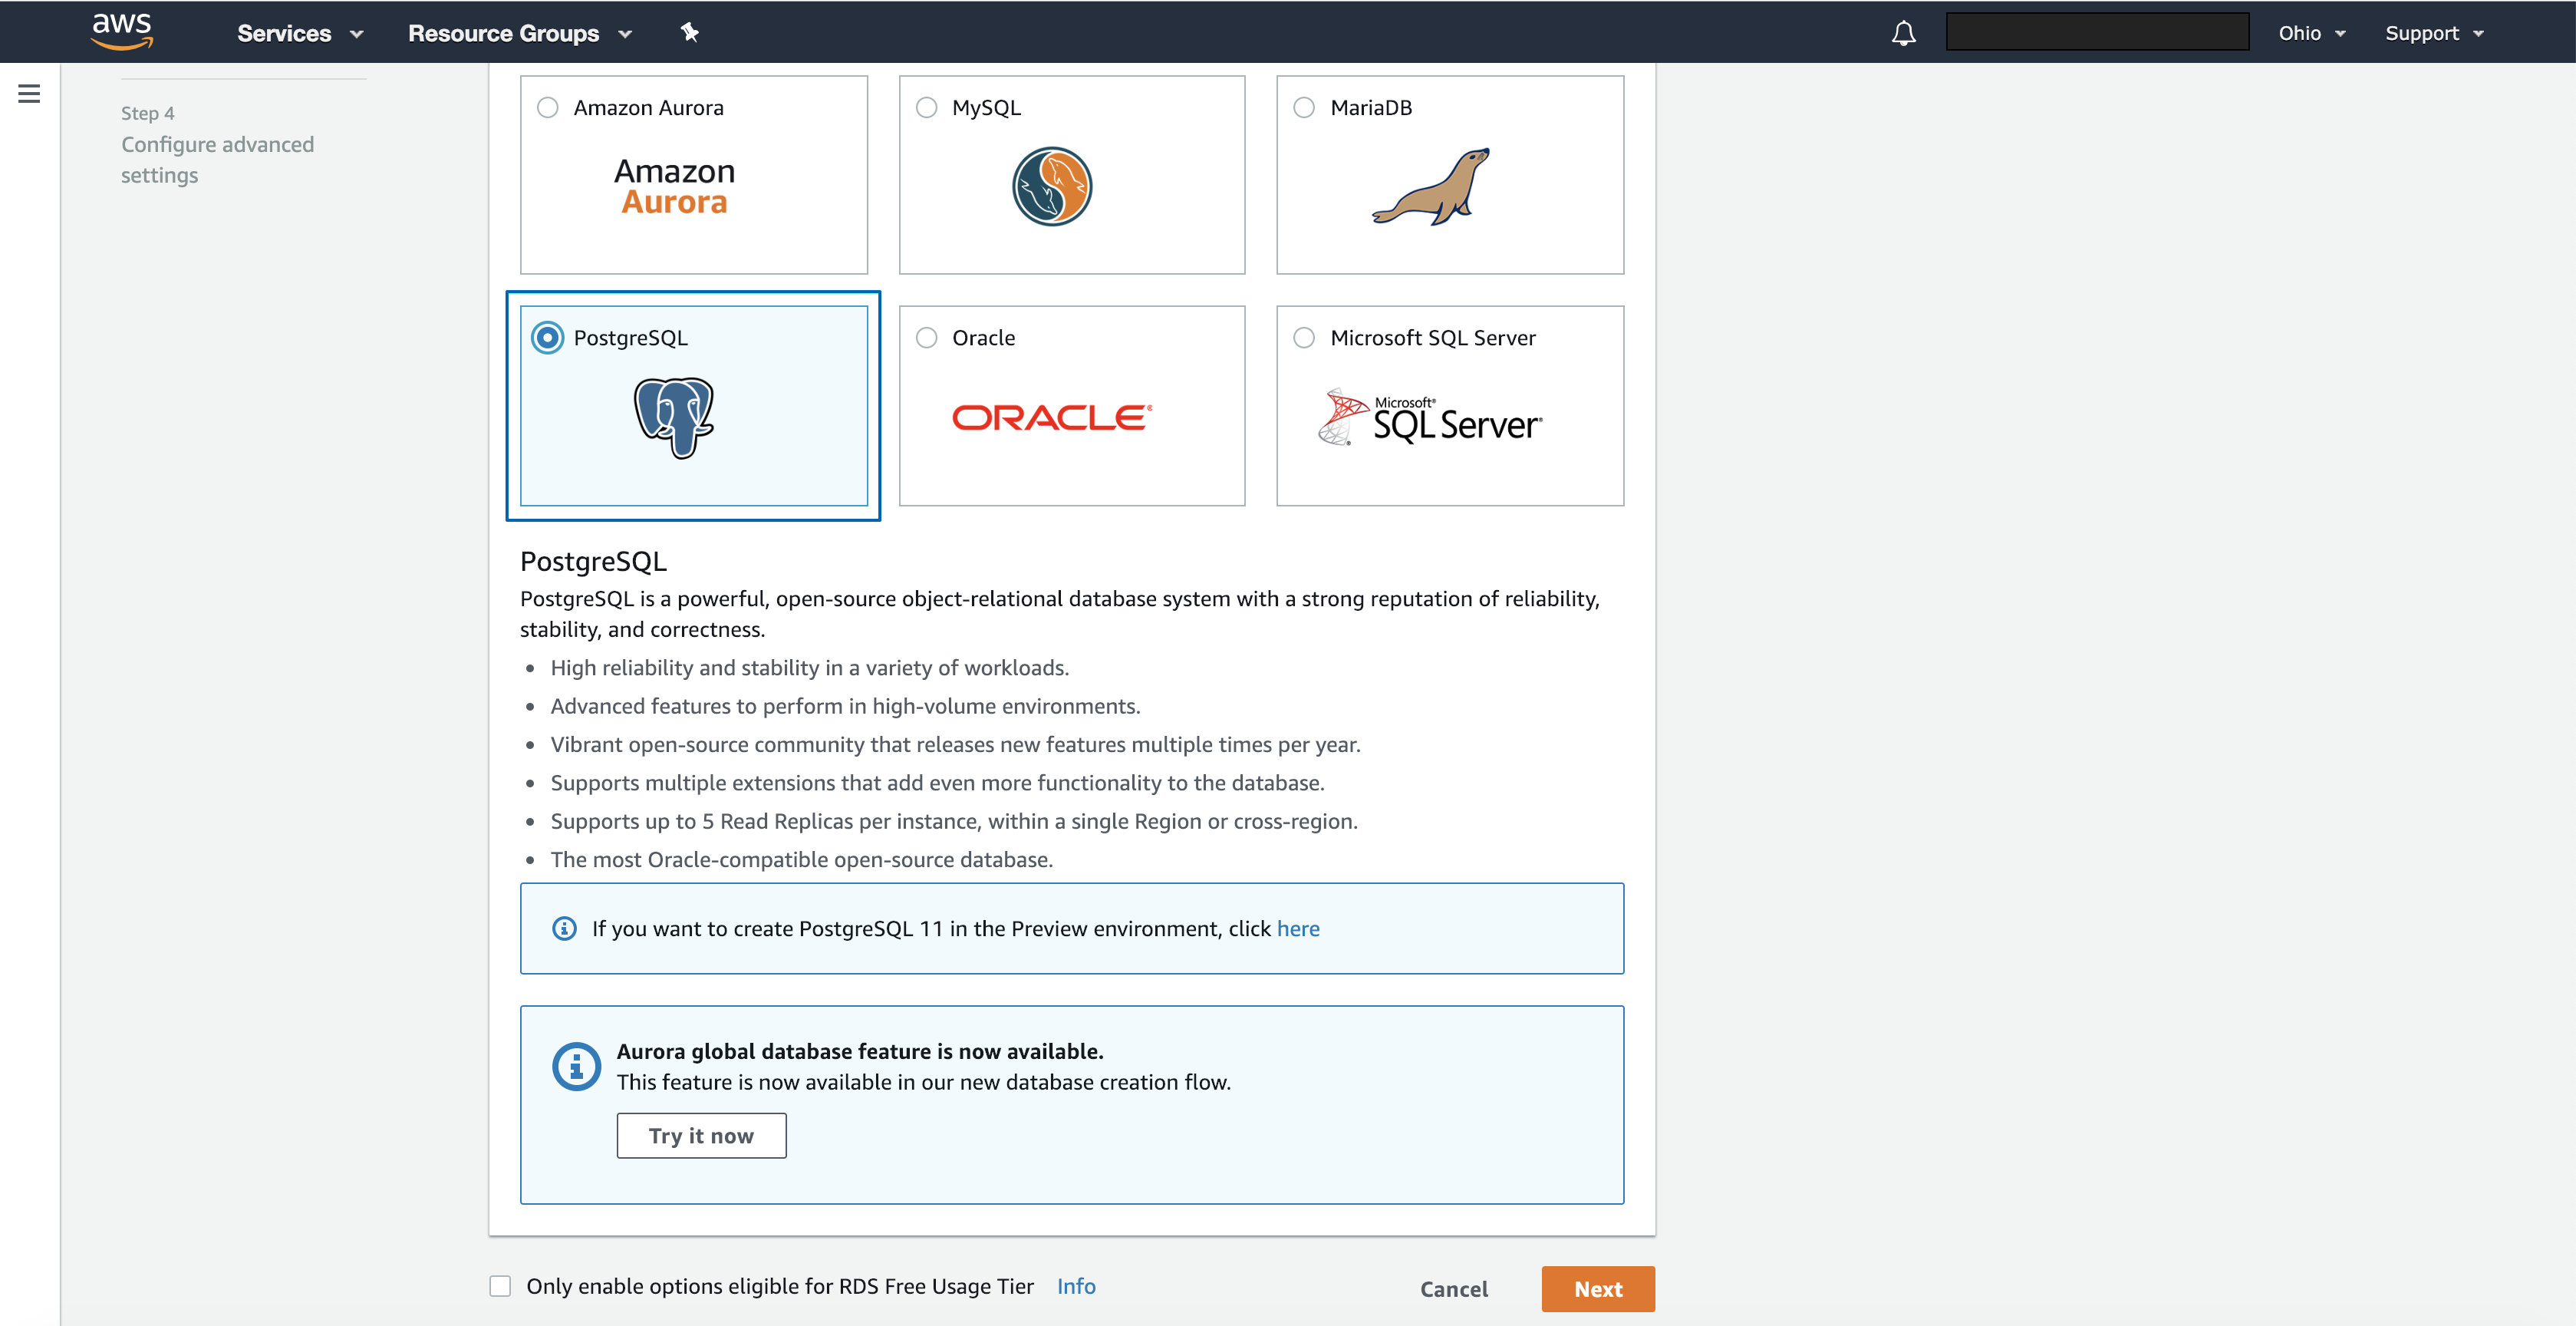 aws
Services
Resource Groups
Ohio
Support
Step 4
Configure advanced
settings
Amazon Aurora
MySQL
MariaDB
Amazon
Aurora
PostgreSQL
Oracle
Microsoft SQL Server
ORACLE®
Microsoft®
SQL Server®
PostgreSQL
PostgreSQL is a powerful, open-source object-relational database system with a strong reputation of reliability,
stability, and correctness.
• High reliability and stability in a variety of workloads.
• Advanced features to perform in high-volume environments.
• Vibrant open-source community that releases new features multiple times per year.
• Supports multiple extensions that add even more functionality to the database.
• Supports up to 5 Read Replicas per instance, within a single Region or cross-region.
• The most Oracle-compatible open-source database.
If you want to create PostgreSQL 11 in the Preview environment, click here
Aurora global database feature is now available.
This feature is now available in our new database creation flow.
Try it now
Only enable options eligible for RDS Free Usage Tier Info
Cancel
Next